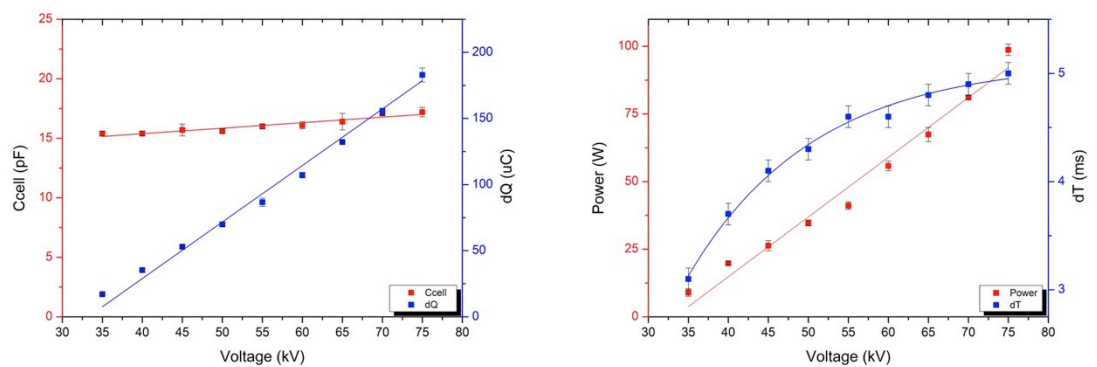 25
20
15
10
5
0
Ccell (pF)
200
150
100
50
0
dQ (uC)
Ccell
dQ
30 35 40 45 50 55 60 65 70 75 80
Voltage (kV)
100
75
50
25
0
Power (W)
5
4
3
dT (ms)
Power
dT
30 35 40 45 50 55 60 65 70 75 80
Voltage (kV)